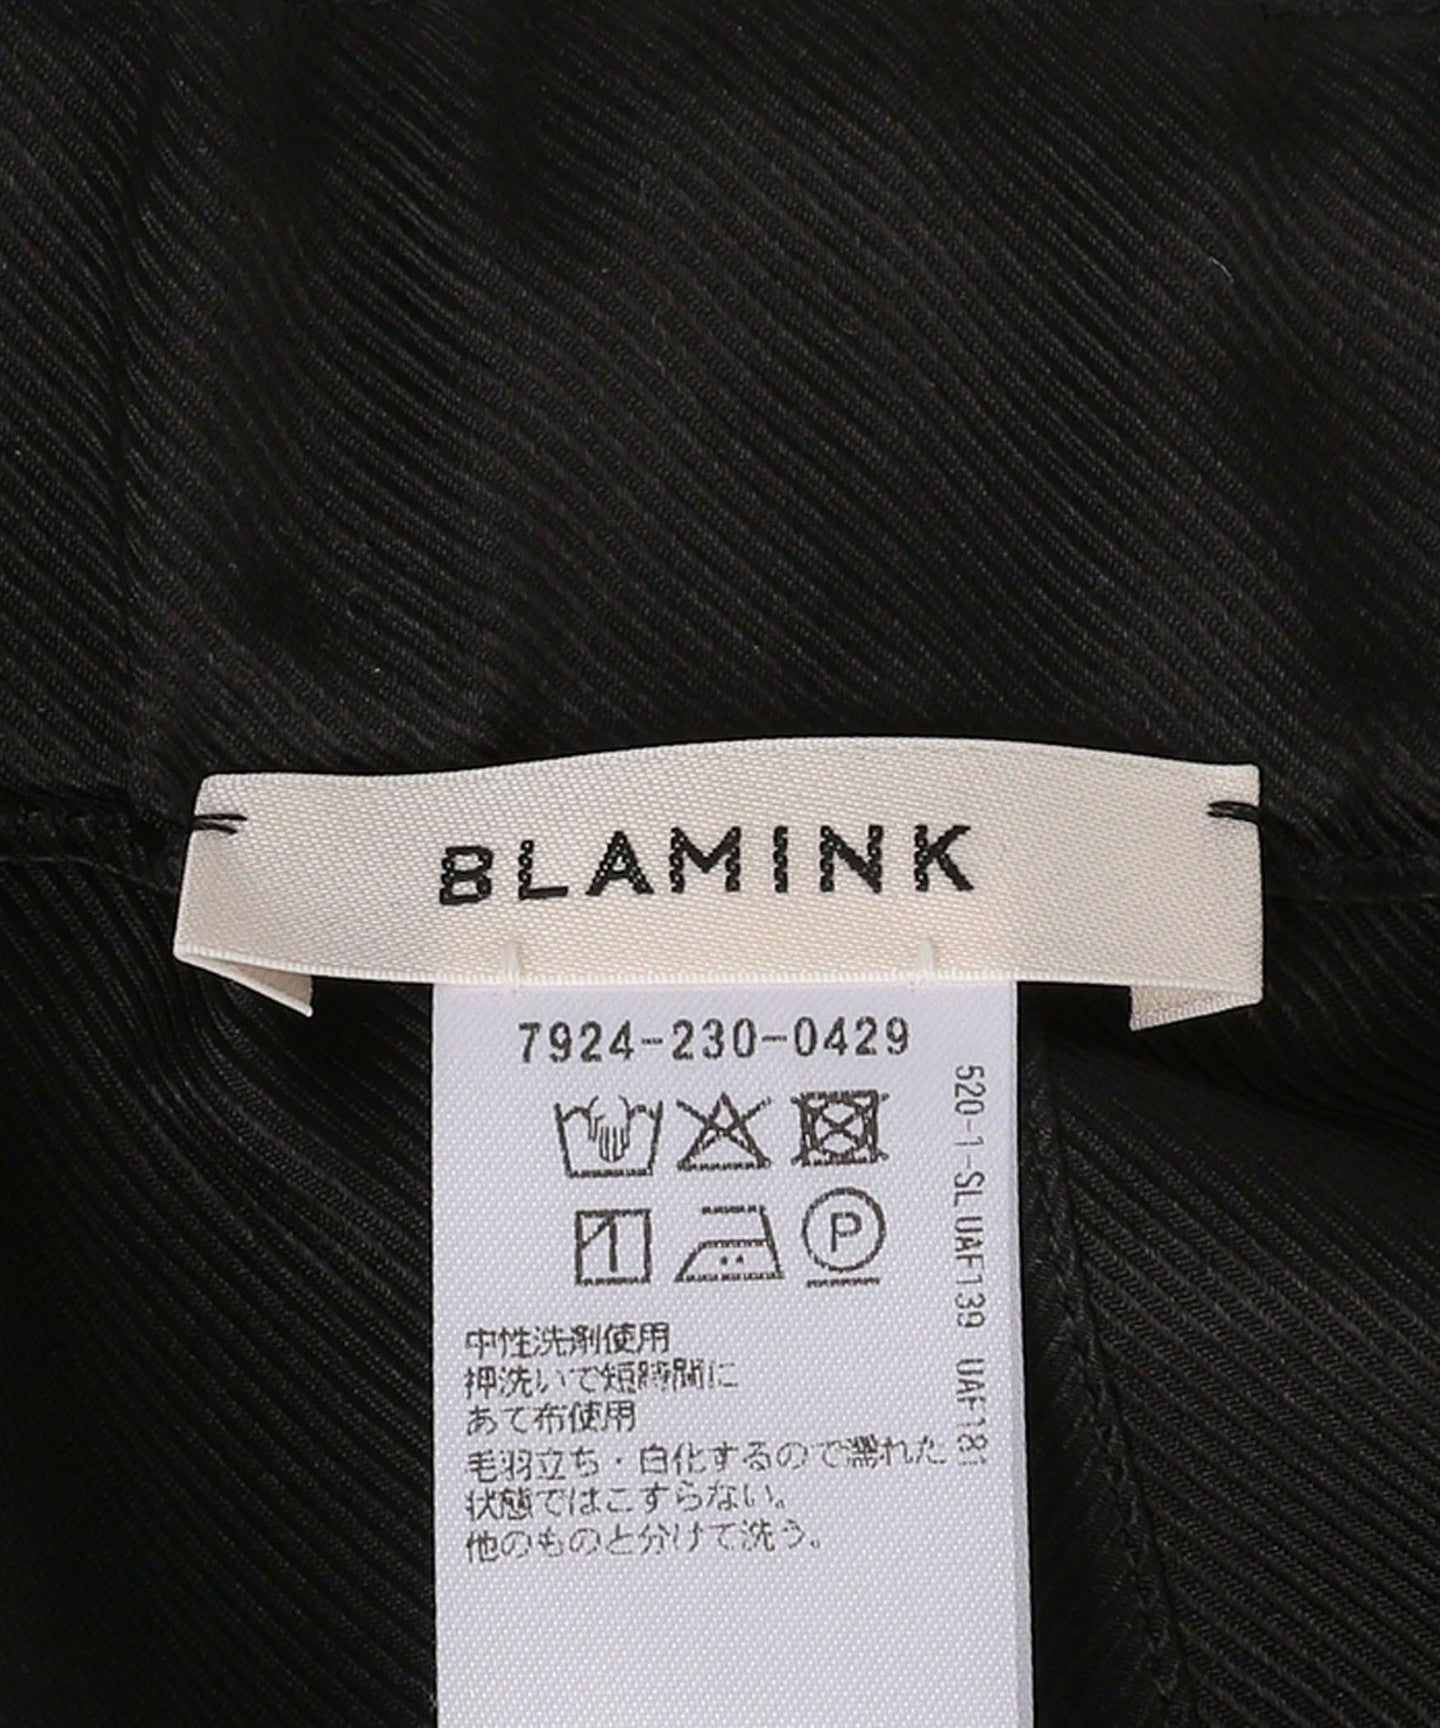 BLAMINK
7924-230-0429
P
中性洗剤使用
押洗いで短時間に
あて布使用
毛羽立ち・白化するので濡れた
状態ではこすらない。
他のものと分けて洗う。
520-1-SLUAF139 UAF181